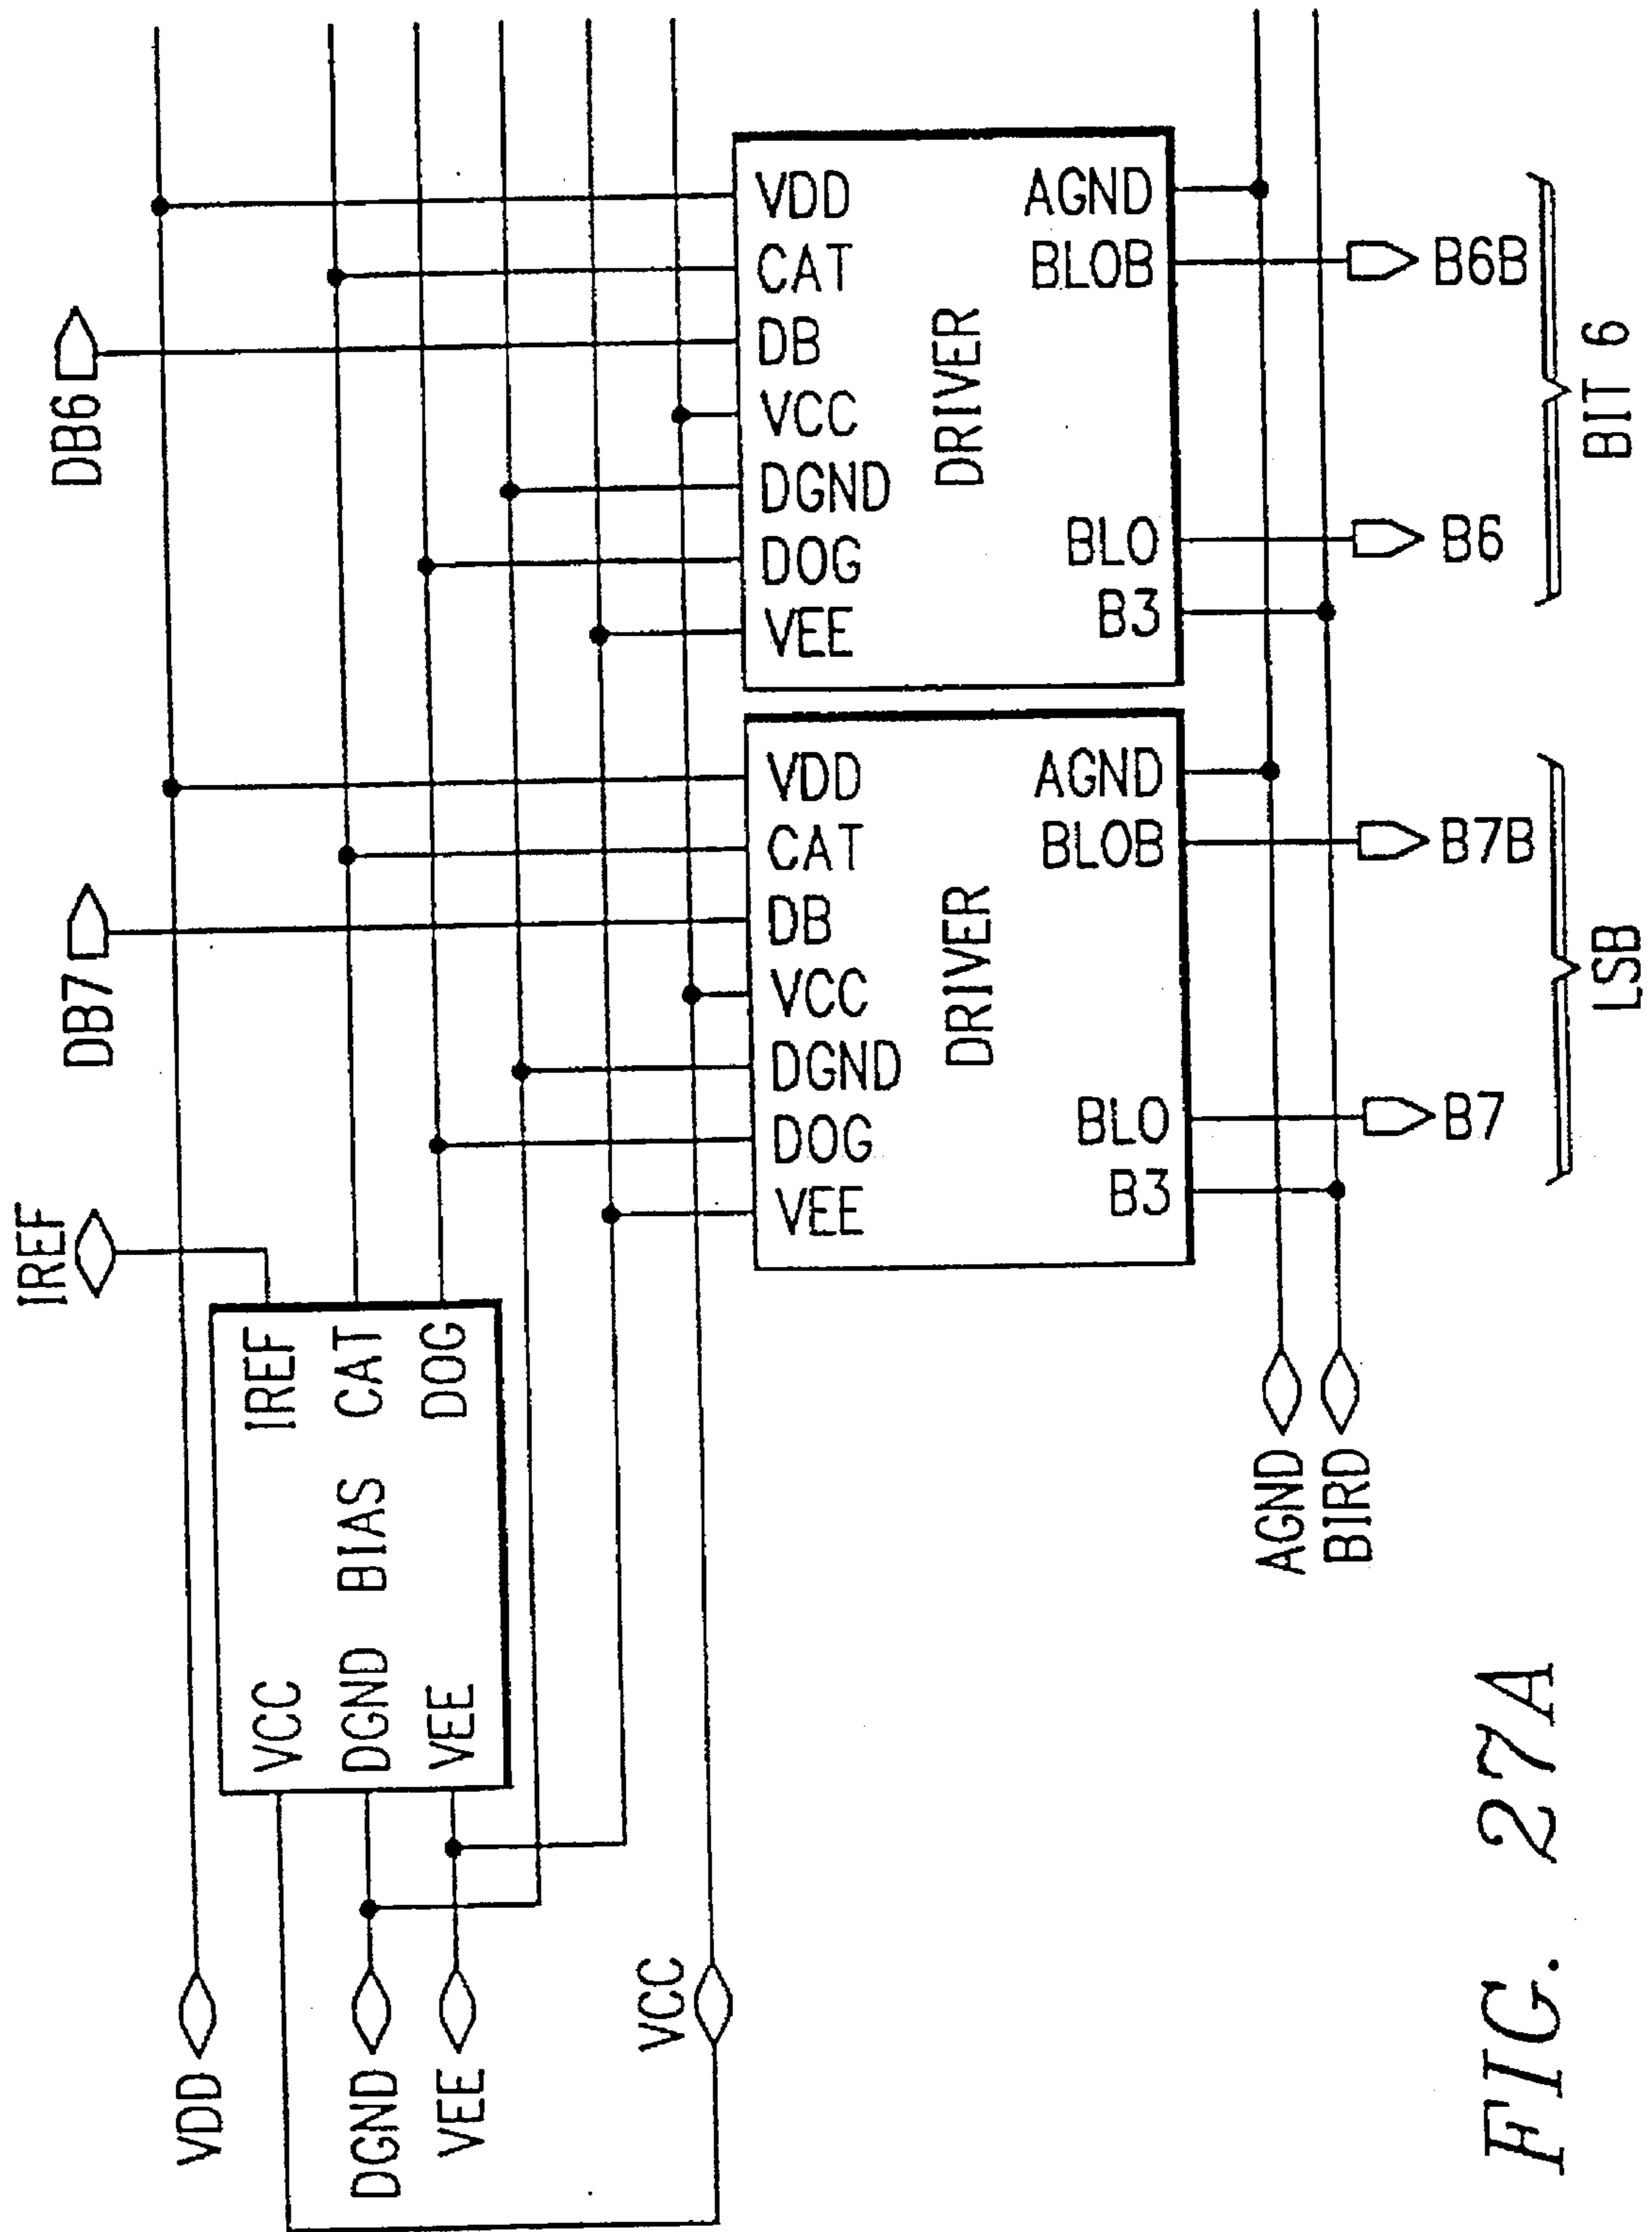 IREF
DB7
DB6
VDD
VCC
IREF
DGND
BIAS
CAT
VEE
DOG
DGND
VEE
VCC
VEE
DOG
DGND
VCC
DB
CAT
VDD
DRIVER
B3
BLO
BLOB
AGND
VEE
DOG
DGND
VCC
DB
CAT
VDD
DRIVER
B3
BLO
BLOB
AGND
AGND
BIRD
B7
B7B
B6
B6B
LSB
BIT 6
FIG. 27A